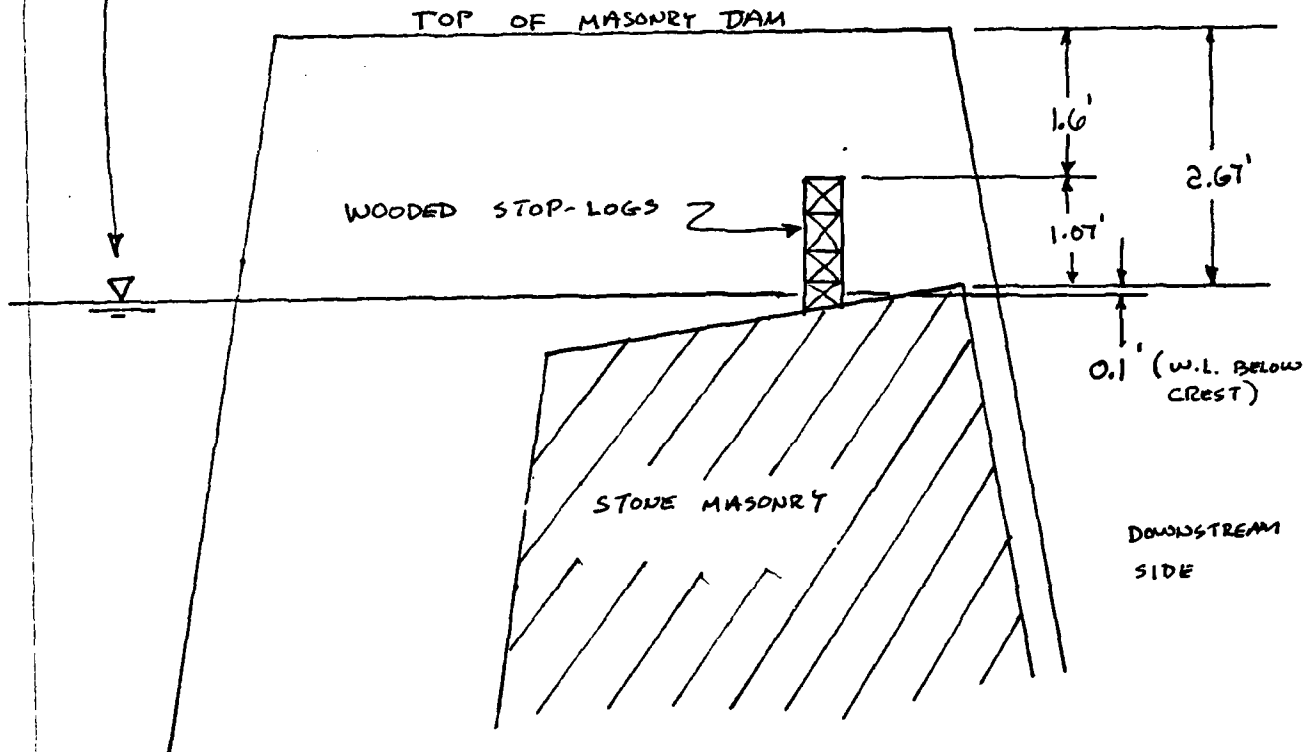 TOP OF MASONRY DAM
1.6'
2.67'
WOODED STOP-LOGS
1.07'
0.1' (W.L. BELOW
CREST)
STONE MASONRY
DOWNSTREAM
SIDE